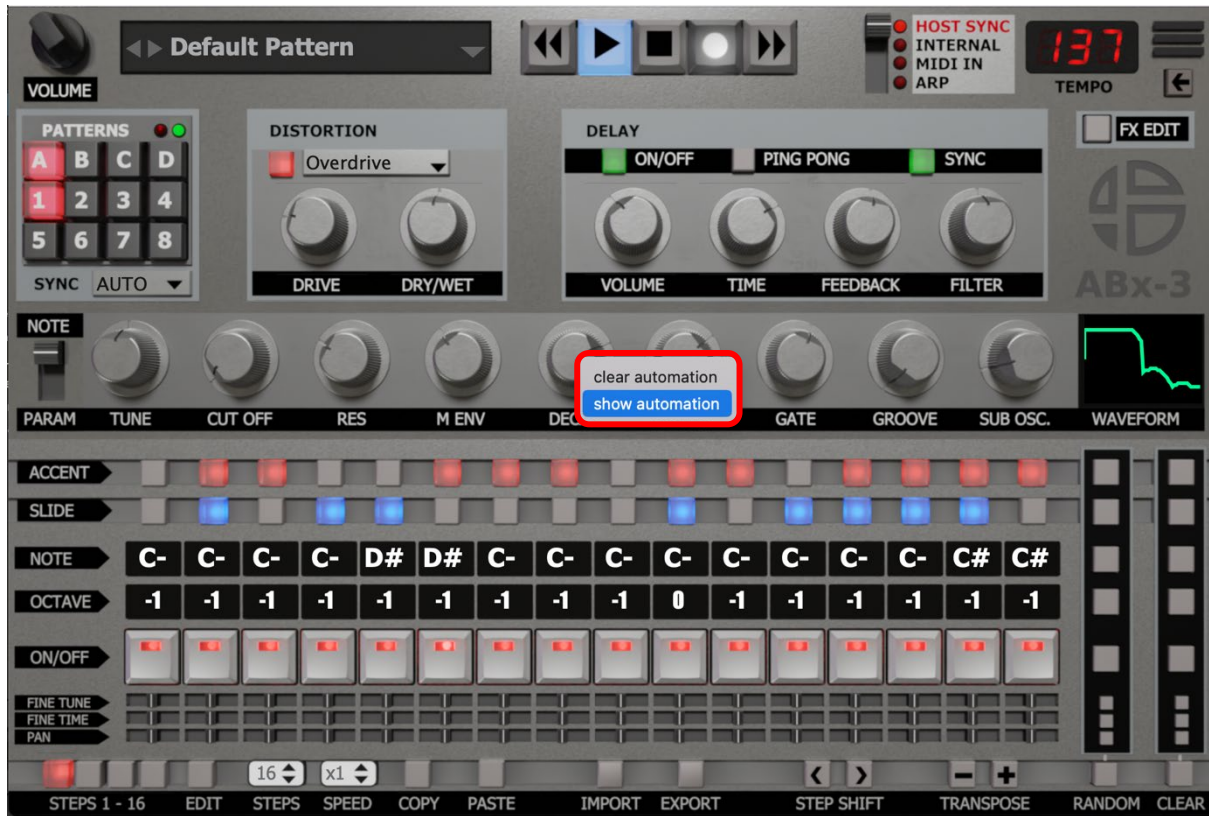 Default Pattern
VOLUME
HOST SYNC
INTERNAL
MIDI IN
ARP
137
TEMPO
PATTERNS
A B C D
1 2 3 4
5 6 7 8
SYNC AUTO
DISTORTION
Overdrive
DRIVE DRY/WET
DELAY
ON/OFF PING PONG SYNC
VOLUME TIME FEEDBACK FILTER
FX EDIT
ABx-3
NOTE
clear automation
show automation
PARAM TUNE CUT OFF RES M ENV DEC GATE GROOVE SUB OSC. WAVEFORM
ACCENT
SLIDE
NOTE C- C- C- C- D# D# C- C- C- C- C- C- C- C- C# C#
OCTAVE -1 -1 -1 -1 -1 -1 -1 -1 -1 0 -1 -1 -1 -1 -1 -1
ON/OFF
FINE TUNE
FINE TIME
PAN
16 x1 < > - +
STEPS 1 - 16 EDIT STEPS SPEED COPY PASTE IMPORT EXPORT STEP SHIFT TRANSPOSE RANDOM CLEAR